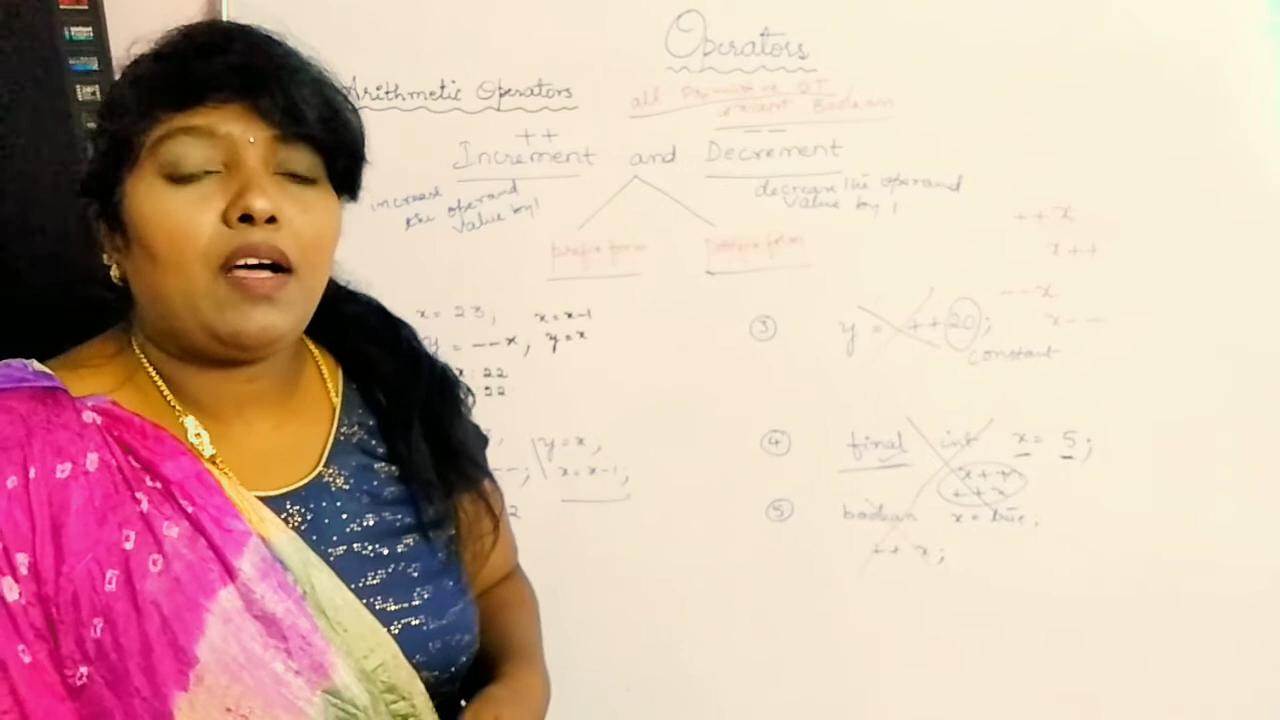 Operators
Arithmetic Operators
all Primitive DT
except Boolean
++ --
Increment and Decrement
increase
the operand
value by 1
decrease the operand
value by 1
prefix form
Postfix form
++x
x++
--x
x--
x = 23; x = x-1
y = --x, y = x
x: 22
: 22
y = x,
--; x = x-1;
2
③ y = ++20;
constant
④ final int x = 5;
x++
++x
⑤ boolean x = true,
++ x;